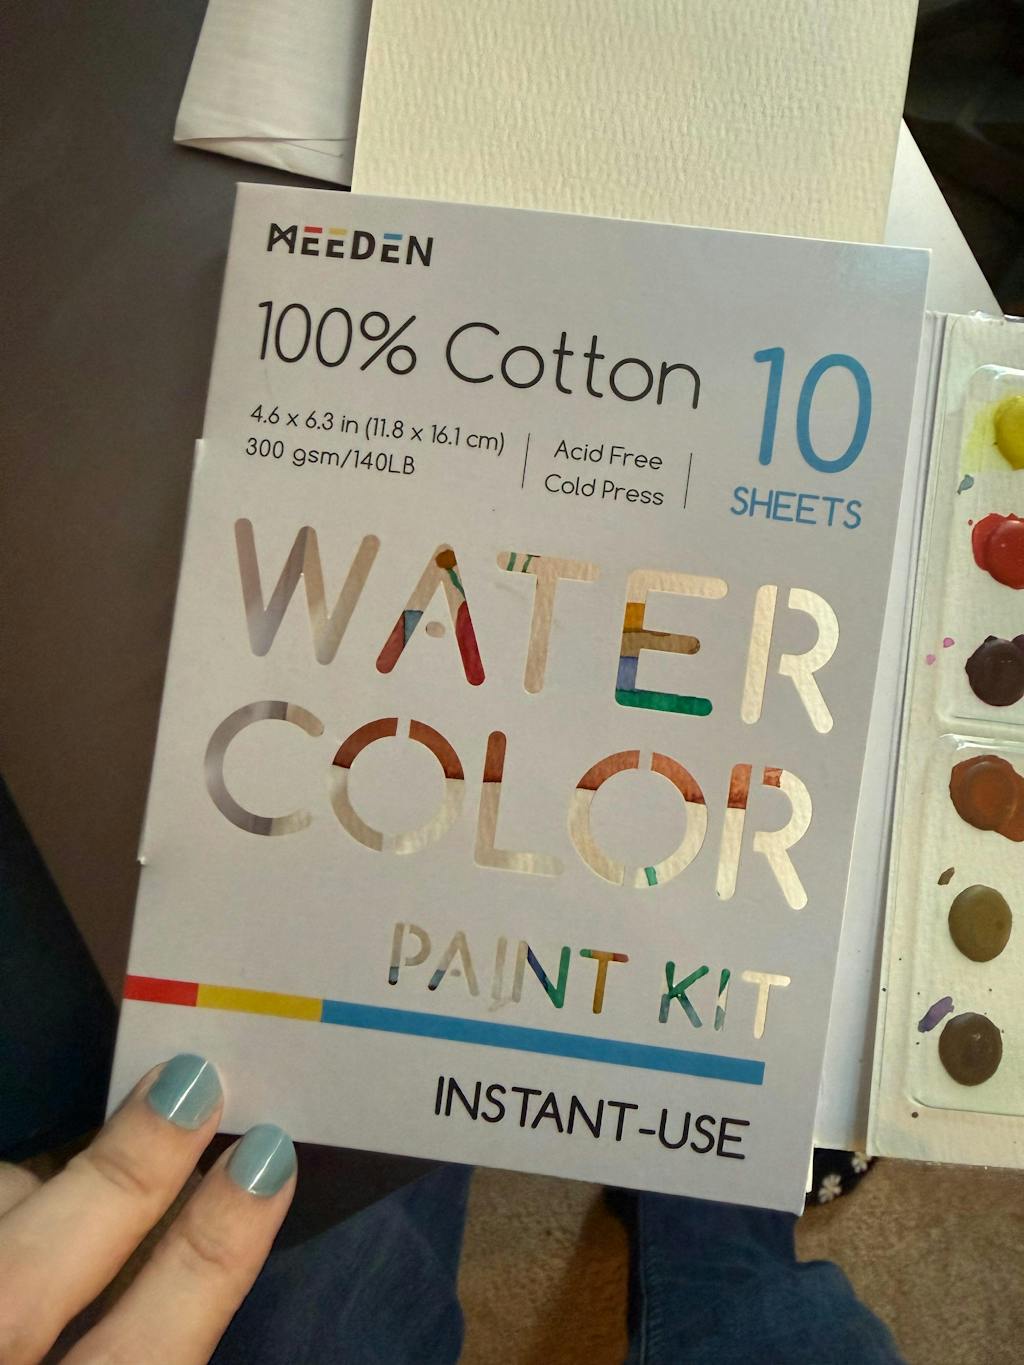 MEEDEN
100% Cotton
4.6 x 6.3 in (11.8 x 16.1 cm)
300 gsm/140LB
Acid Free
Cold Press
10
SHEETS
WATER
COLOR
PAINT KIT
INSTANT-USE